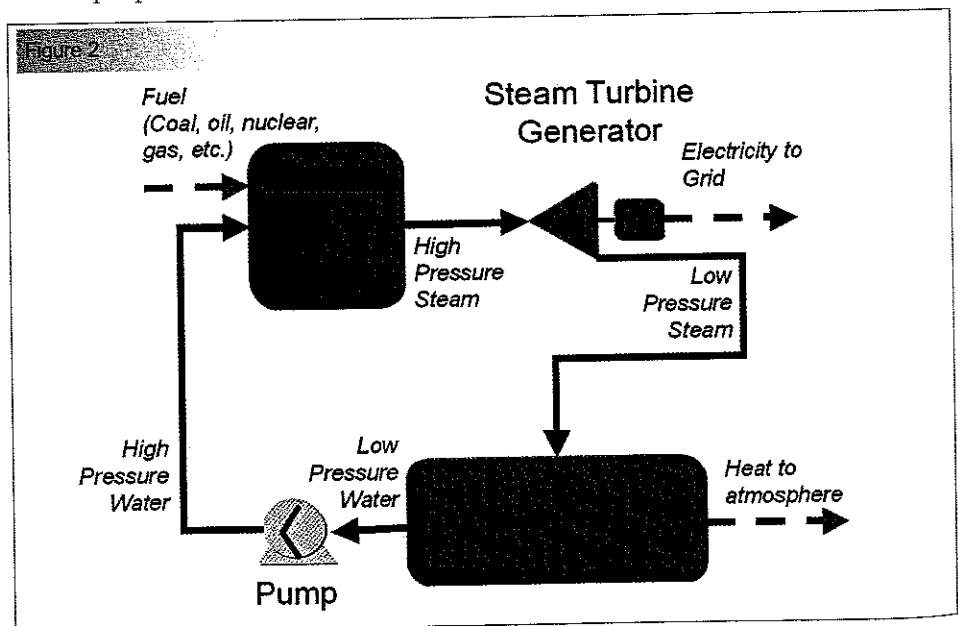 Figure 2
Fuel
(Coal, oil, nuclear,
gas, etc.)
Steam Turbine
Generator
Electricity to
Grid
High
Pressure
Steam
Low
Pressure
Steam
High
Pressure
Water
Low
Pressure
Water
Heat to
atmosphere
Pump